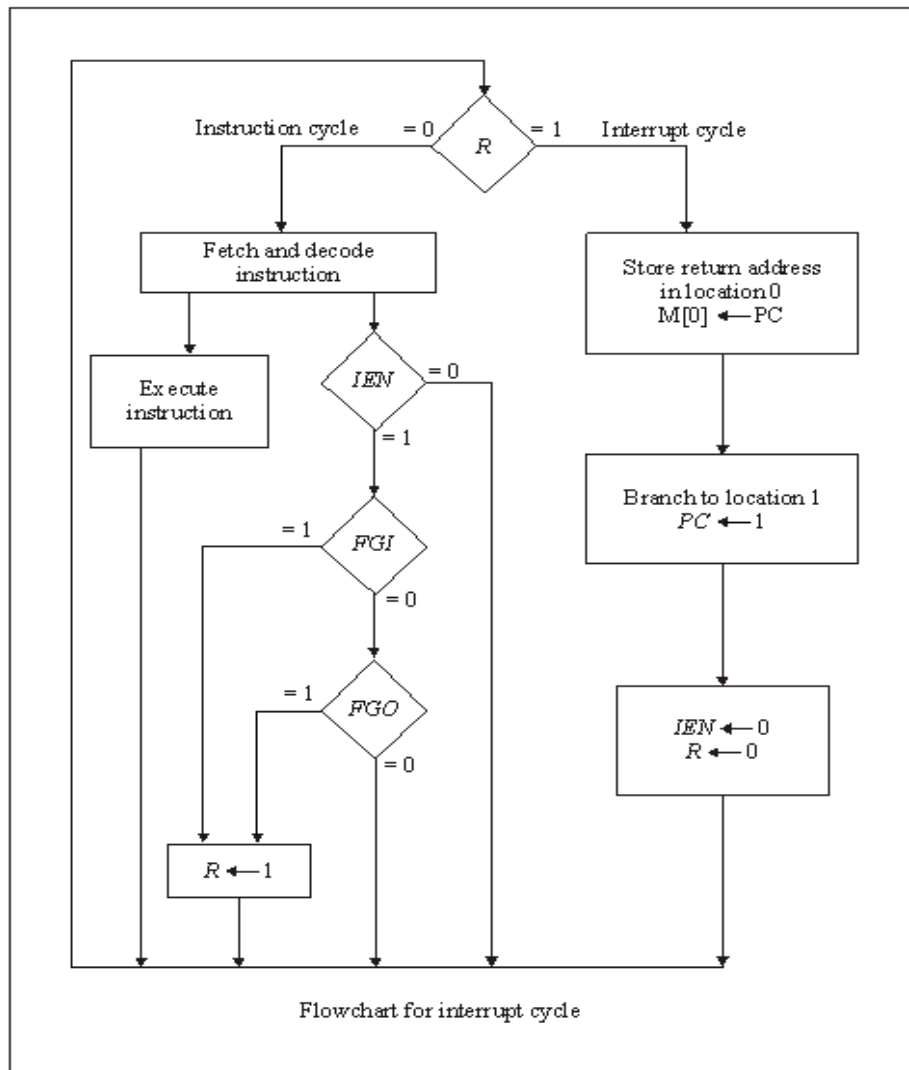 Instruction cycle
= 0
R
= 1
Interrupt cycle
Fetch and decode
instruction
Store return address
in location 0
M[0] ← PC
Execute
instruction
IEN
= 0
= 1
Branch to location 1
PC ← 1
= 1
FGI
= 0
= 1
FGO
= 0
IEN ← 0
R ← 0
R ← 1
Flowchart for interrupt cycle